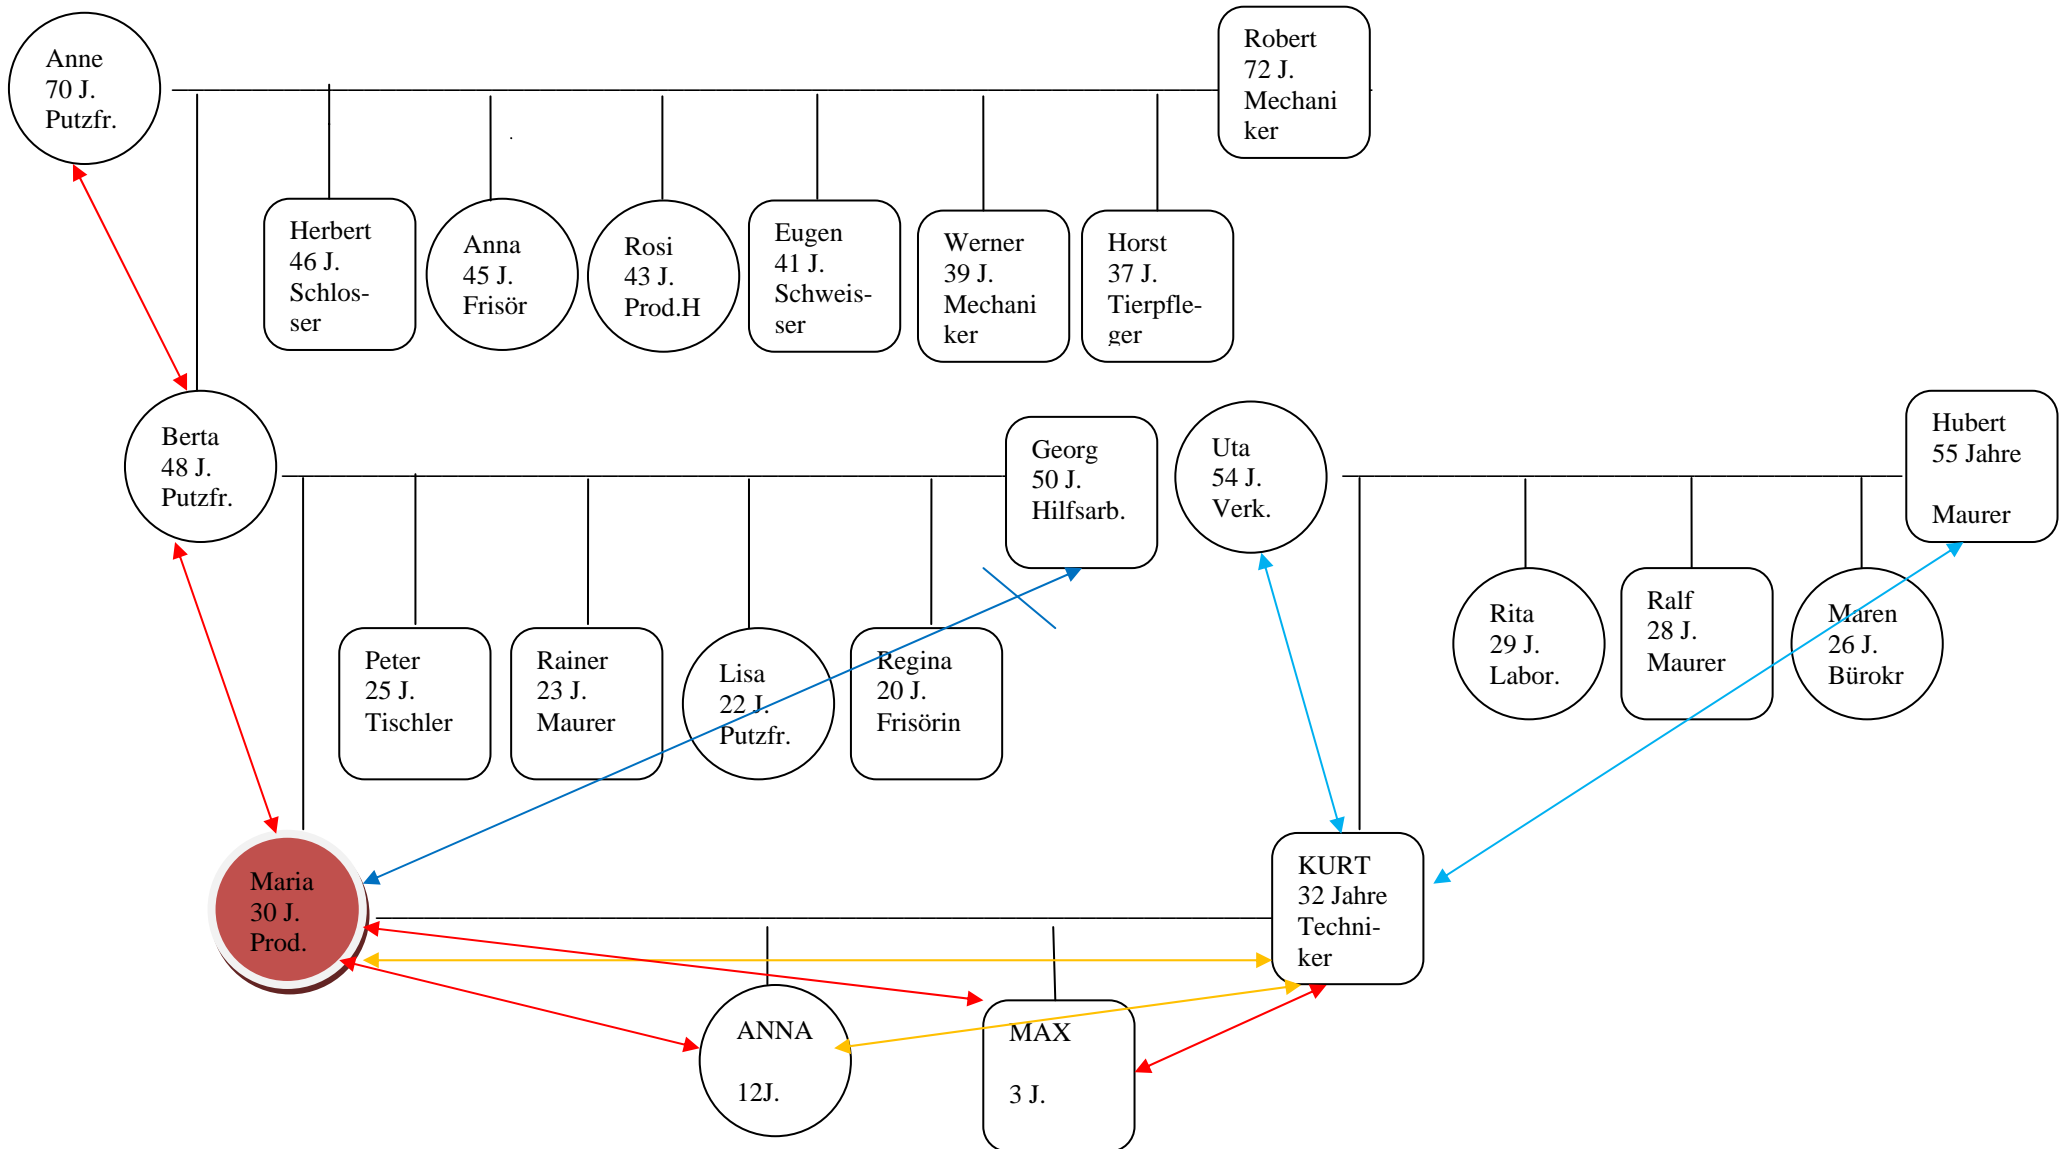 Anne
70 J.
Putzfr.
Robert
72 J.
Mechani
ker
Herbert
46 J.
Schlos-
ser
Anna
45 J.
Frisör
Rosi
43 J.
Prod.H
Eugen
41 J.
Schweis-
ser
Werner
39 J.
Mechani
ker
Horst
37 J.
Tierpfle-
ger
Berta
48 J.
Putzfr.
Georg
50 J.
Hilfsarb.
Uta
54 J.
Verk.
Hubert
55 Jahre
Maurer
Peter
25 J.
Tischler
Rainer
23 J.
Maurer
Lisa
22 J.
Putzfr.
Regina
20 J.
Frisörin
Rita
29 J.
Labor.
Ralf
28 J.
Maurer
Maren
26 J.
Bürokr
Maria
30 J.
Prod.
KURT
32 Jahre
Techni-
ker
ANNA
12J.
MAX
3 J.